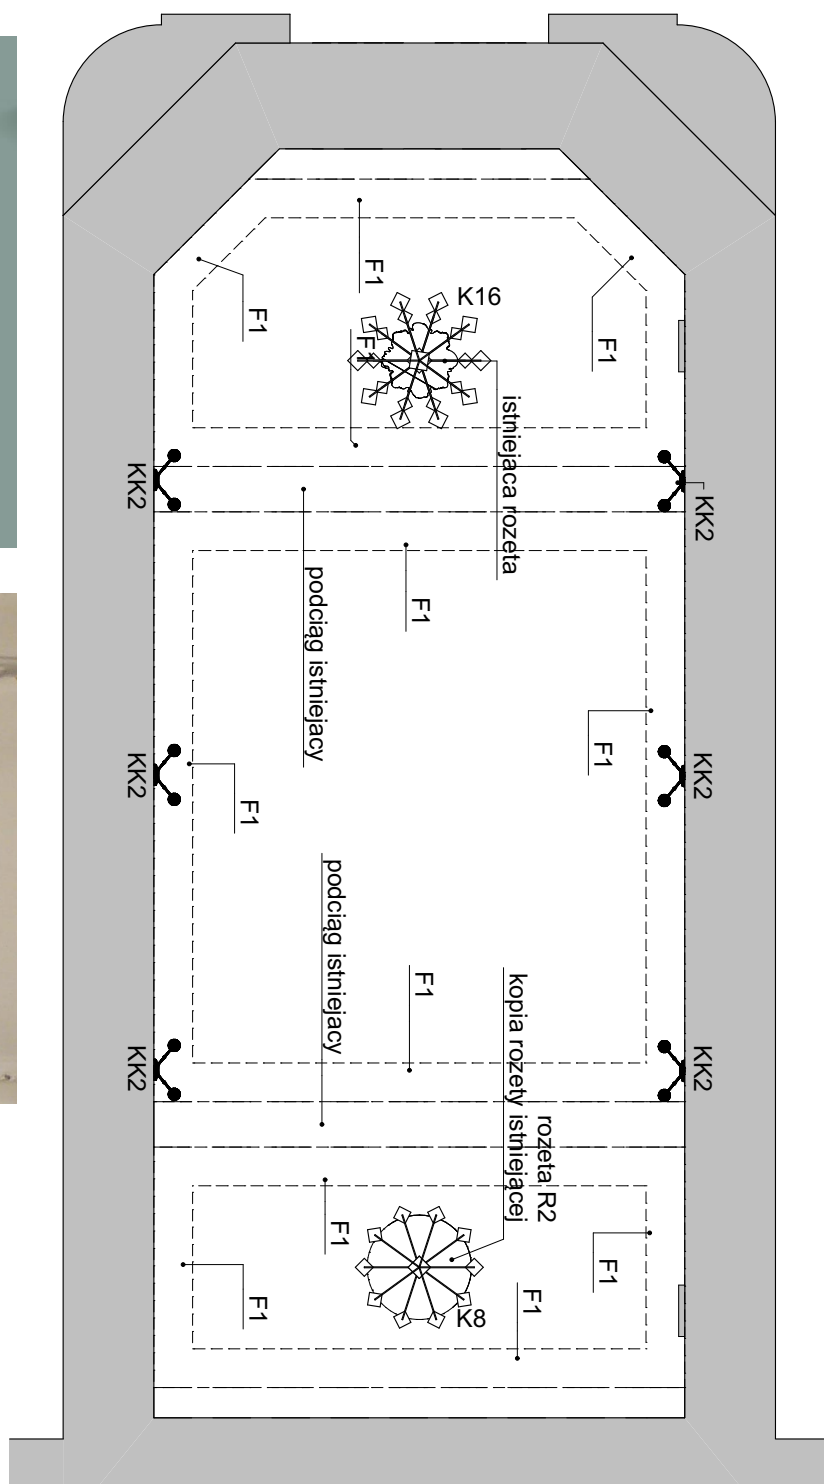 K16
F1
F1
F1
F1
istniejaca rozeta
KK2
KK2
podciąg istniejacy
F1
F1
KK2
KK2
F1
podciąg istniejacy
F1
kopia rozety istniejącej
rozeta R2
KK2
KK2
F1
F1
F1
F1
K8